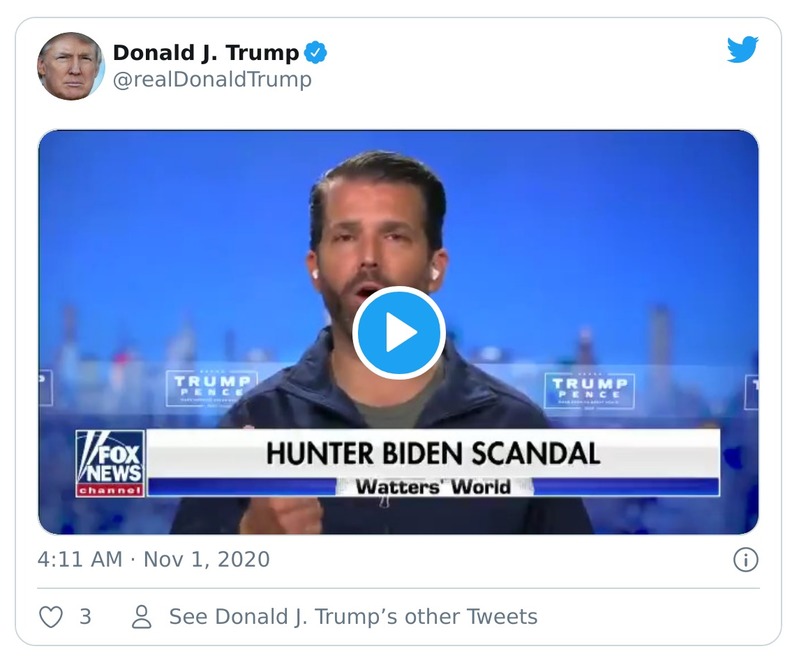 Donald J. Trump
@realDonaldTrump
TRUMP
PENCE
TRUMP
PENCE
FOX
NEWS
channel
HUNTER BIDEN SCANDAL
Watters' World
4:11 AM · Nov 1, 2020
3
See Donald J. Trump’s other Tweets